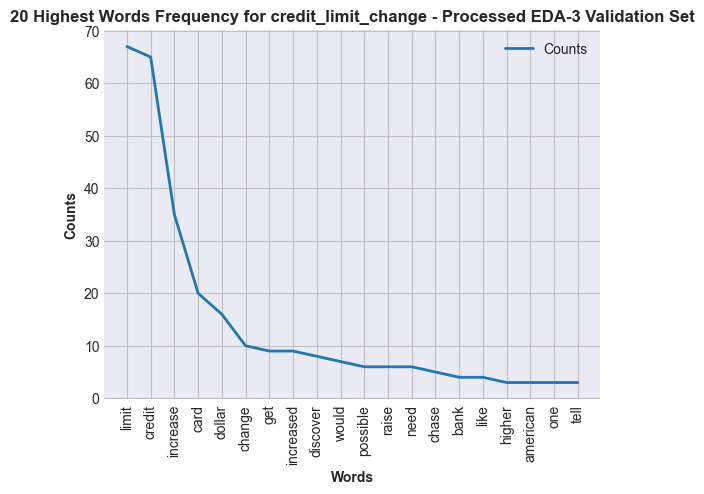 20 Highest Words Frequency for credit_limit_change - Processed EDA-3 Validation Set
Counts
Counts
70
60
50
40
30
20
10
0
limit
credit
increase
card
dollar
change
get
increased
discover
would
possible
raise
need
chase
bank
like
higher
american
one
tell
Words